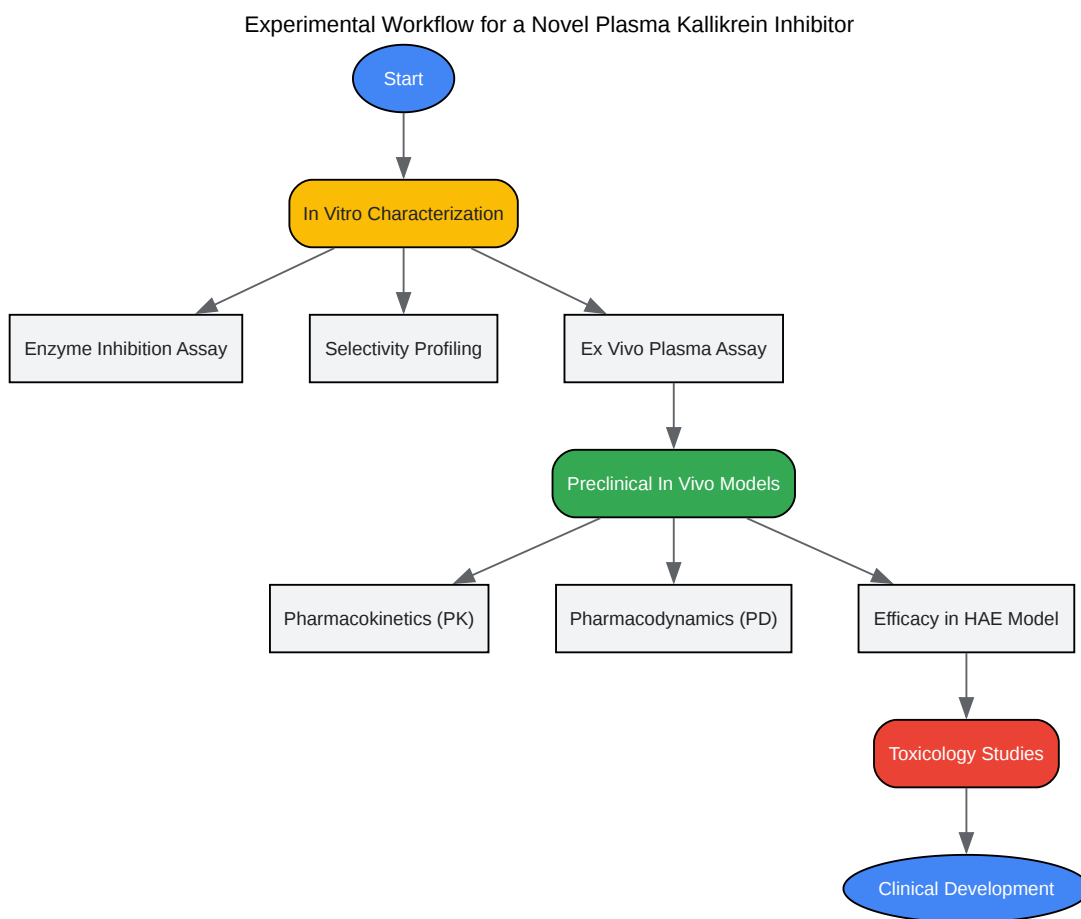 Experimental Workflow for a Novel Plasma Kallikrein Inhibitor
Start
In Vitro Characterization
Enzyme Inhibition Assay
Selectivity Profiling
Ex Vivo Plasma Assay
Preclinical In Vivo Models
Pharmacokinetics (PK)
Pharmacodynamics (PD)
Efficacy in HAE Model
Toxicology Studies
Clinical Development